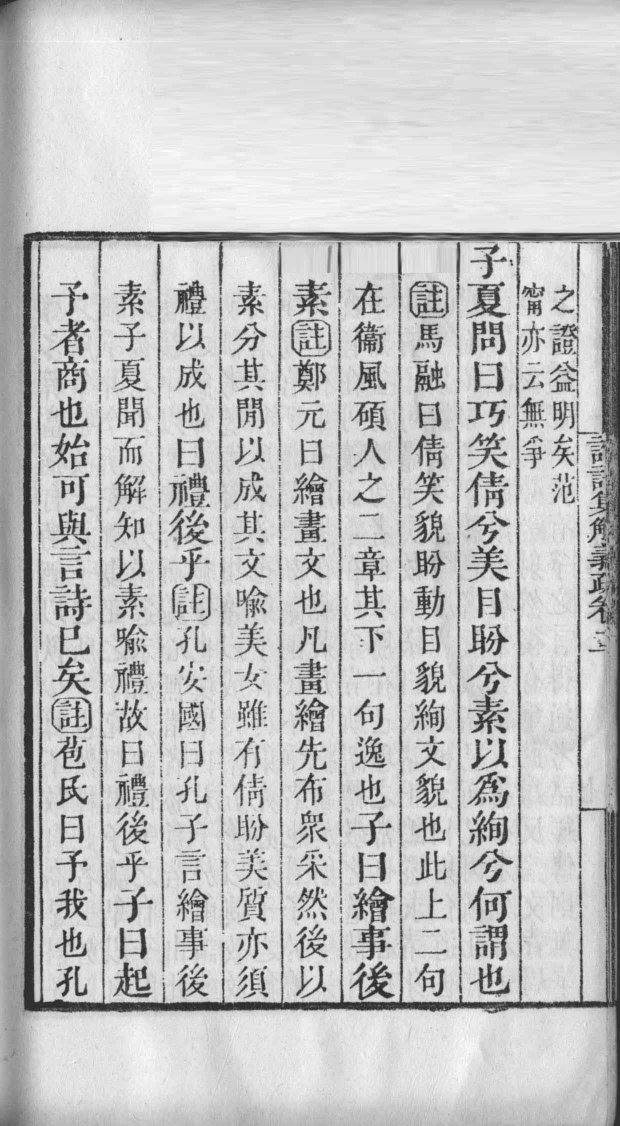 論語集解義疏卷二
之證益明矣范
甯亦云無爭
子夏問曰巧笑倩兮美目盼兮素以爲絢兮何謂也
註馬融曰倩笑貌盼動目貌絢文貌也此上二句
在衞風碩人之二章其下一句逸也子曰繪事後
素註鄭元曰繪畫文也凡畫繪先布衆采然後以
素分其閒以成其文喻美女雖有倩盼美質亦須
禮以成也曰禮後乎註孔安國曰孔子言繪事後
素子夏聞而解知以素喻禮故曰禮後乎子曰起
予者商也始可與言詩已矣註苞氏曰予我也孔